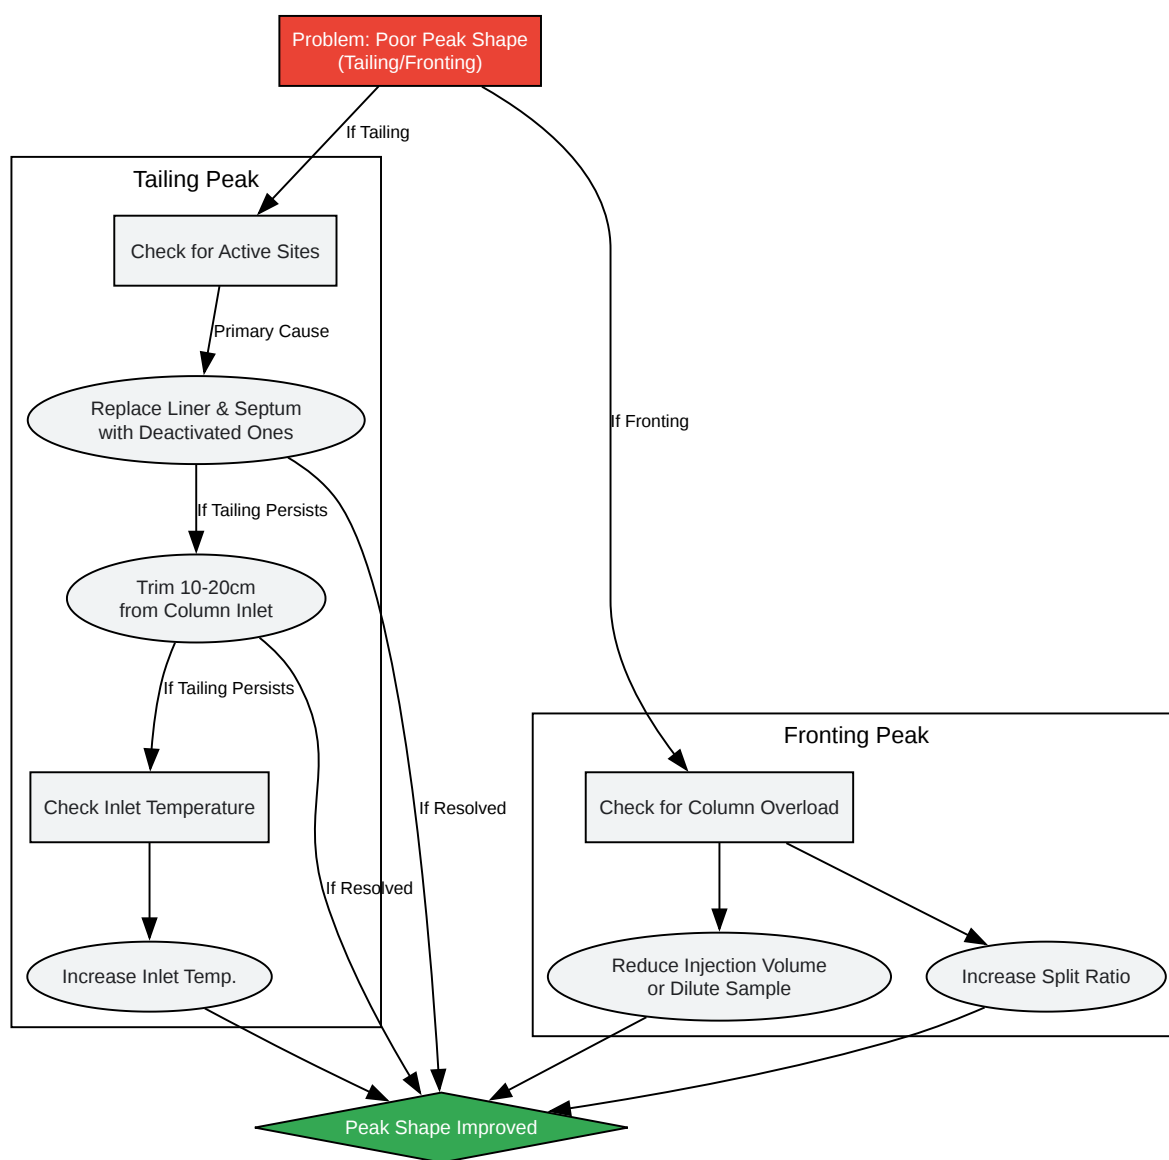 Problem: Poor Peak Shape
(Tailing/Fronting)
If Tailing
Tailing Peak
Check for Active Sites
Primary Cause
Replace Liner & Septum
with Deactivated Ones
If Fronting
If Tailing Persists
Trim 10-20cm
from Column Inlet
If Tailing Persists
Fronting Peak
Check Inlet Temperature
If Resolved
Check for Column Overload
If Resolved
Increase Inlet Temp.
Reduce Injection Volume
or Dilute Sample
Increase Split Ratio
Peak Shape Improved